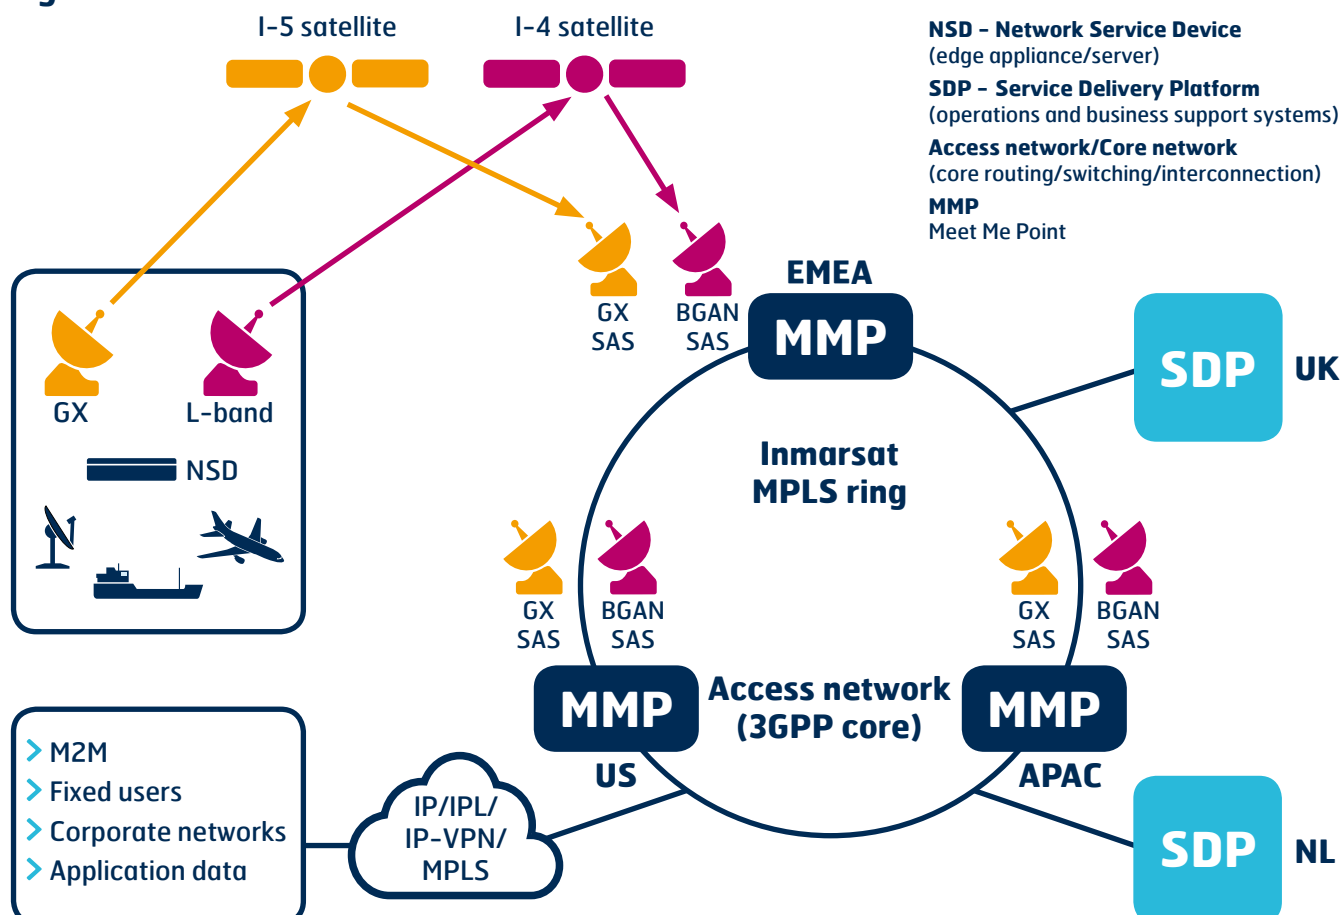 I-5 satellite
I-4 satellite
NSD – Network Service Device
(edge appliance/server)
SDP – Service Delivery Platform
(operations and business support systems)
Access network/Core network
(core routing/switching/interconnection)
MMP
Meet Me Point
GX
L-band
NSD
GX
SAS
BGAN
SAS
EMEA
MMP
SDP
UK
Inmarsat
MPLS ring
GX
SAS
BGAN
SAS
GX
SAS
BGAN
SAS
MMP
US
Access network
(3GPP core)
MMP
APAC
> M2M
> Fixed users
> Corporate networks
> Application data
IP/IPL/
IP-VPN/
MPLS
SDP
NL